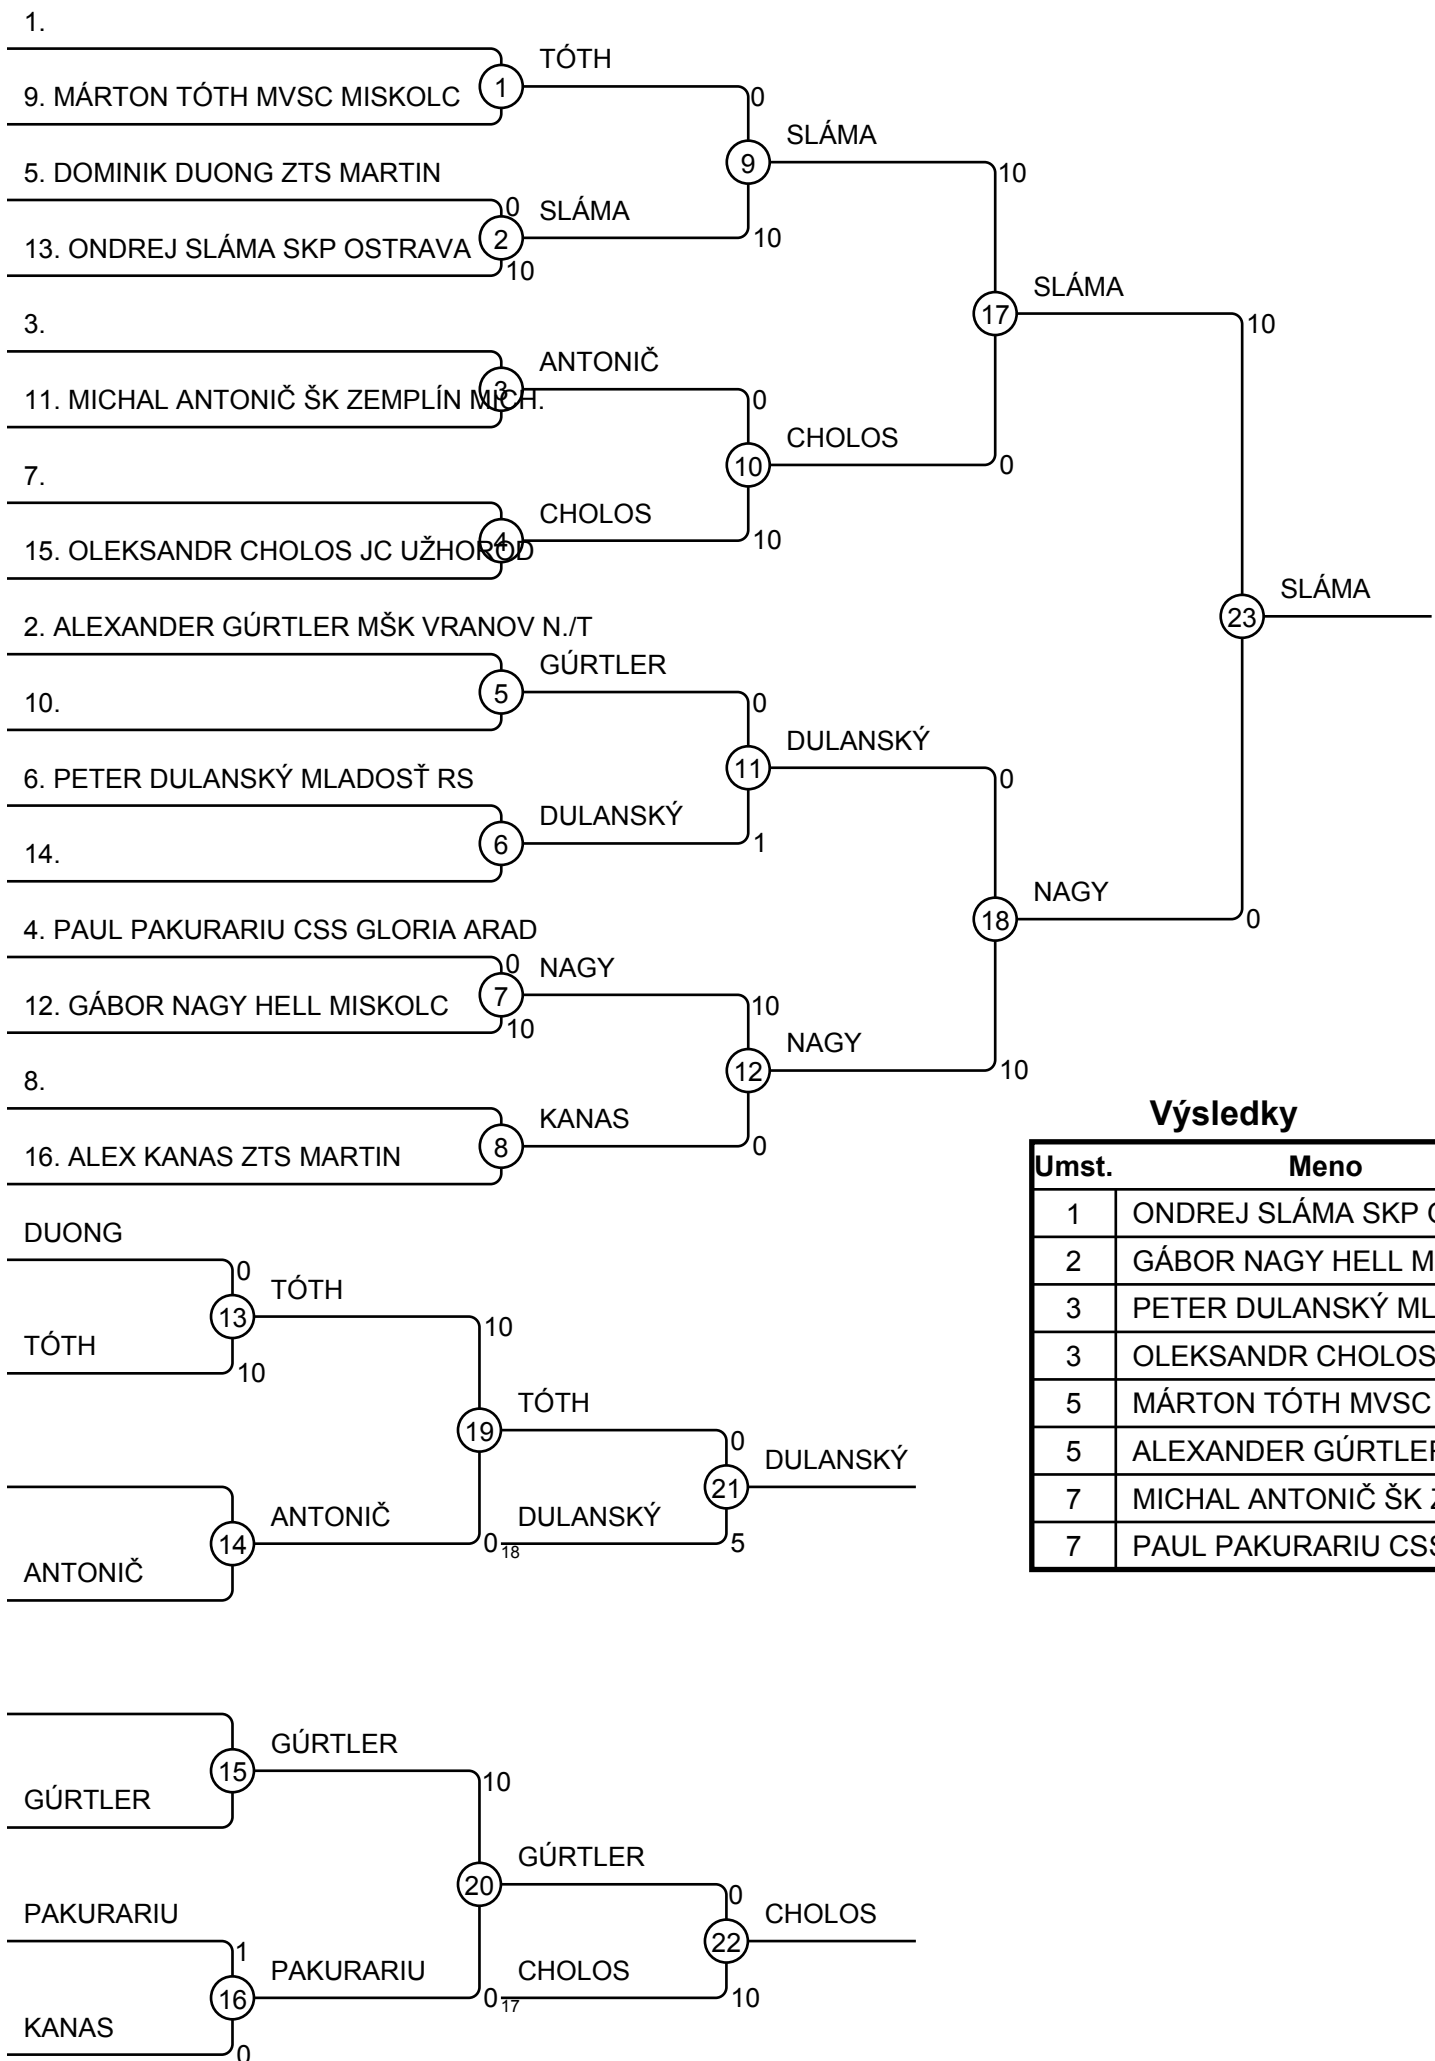 1.
TÓTH
1
9. MÁRTON TÓTH MVSC MISKOLC
0
SLÁMA
9
10
5. DOMINIK DUONG ZTS MARTIN
0
SLÁMA
2
10
13. ONDREJ SLÁMA SKP OSTRAVA
10
SLÁMA
17
10
3.
ANTONIČ
3
11. MICHAL ANTONIČ ŠK ZEMPLÍN MICH.
0
CHOLOS
10
0
7.
CHOLOS
4
10
15. OLEKSANDR CHOLOS JC UŽHOROD
SLÁMA
23
2. ALEXANDER GÚRTLER MŠK VRANOV N./T
GÚRTLER
5
10.
0
DULANSKÝ
11
0
6. PETER DULANSKÝ MLADOSŤ RS
DULANSKÝ
6
1
14.
NAGY
18
0
4. PAUL PAKURARIU CSS GLORIA ARAD
0
NAGY
7
12. GÁBOR NAGY HELL MISKOLC
10
10
NAGY
12
10
8.
KANAS
8
0
16. ALEX KANAS ZTS MARTIN
Výsledky
Umst. Meno
1 ONDREJ SLÁMA SKP
2 GÁBOR NAGY HELL
3 PETER DULANSKÝ
3 OLEKSANDR CHOLOS
5 MÁRTON TÓTH MVSC
5 ALEXANDER GÚRTLER
7 MICHAL ANTONIČ ŠK
7 PAUL PAKURARIU CSS
DUONG
0
TÓTH
13
TÓTH
10
10
TÓTH
19
0
DULANSKÝ
21
ANTONIČ
14
0
18
DULANSKÝ
5
ANTONIČ
GÚRTLER
15
10
GÚRTLER
GÚRTLER
20
0
CHOLOS
22
PAKURARIU
1
PAKURARIU
16
0
17
CHOLOS
10
KANAS
0